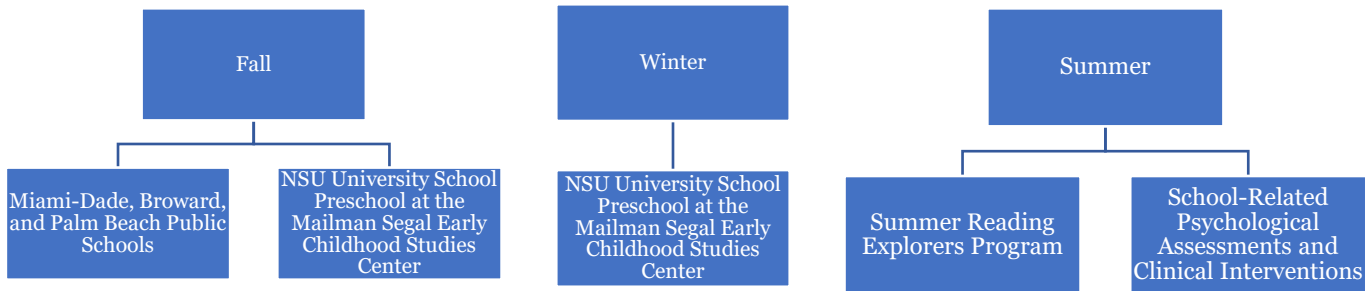 Fall
Winter
Summer
Miami-Dade, Broward,
and Palm Beach Public
Schools
NSU University School
Preschool at the
Mailman Segal Early
Childhood Studies
Center
NSU University School
Preschool at the
Mailman Segal Early
Childhood Studies
Center
Summer Reading
Explorers Program
School-Related
Psychological
Assessments and
Clinical Interventions